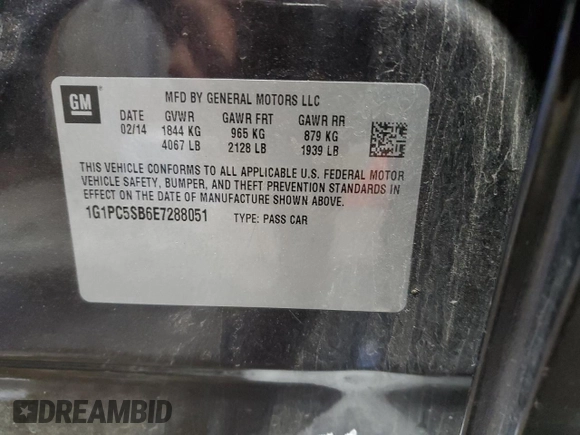 GM
MFD BY GENERAL MOTORS LLC
DATE GVWR GAWR FRT GAWR RR
02/14 1844 KG 965 KG 879 KG
4067 LB 2128 LB 1939 LB
THIS VEHICLE CONFORMS TO ALL APPLICABLE U.S. FEDERAL MOTOR
VEHICLE SAFETY, BUMPER, AND THEFT PREVENTION STANDARDS IN
EFFECT ON THE DATE OF MANUFACTURE SHOWN ABOVE.
1G1PC5SB6E7288051 TYPE: PASS CAR
DREAMBID